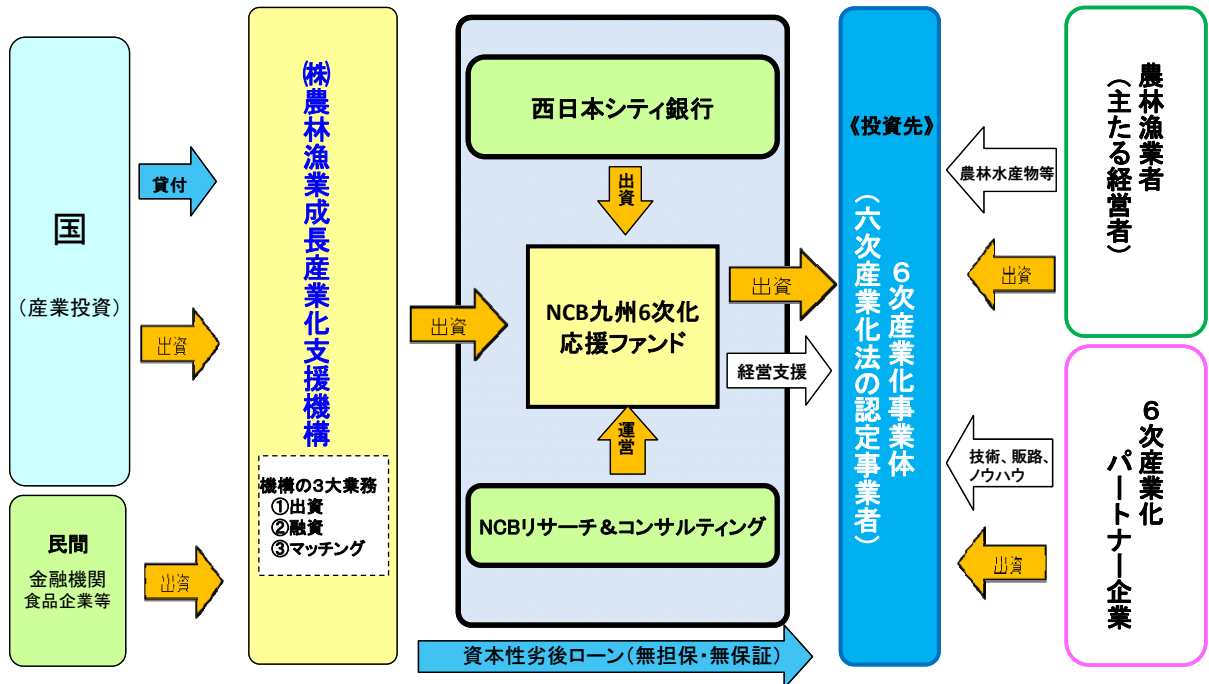 国
（産業投資）
民間
金融機関
食品企業等
貸付
出資
出資
㈱農林漁業成長産業化支援機構
機構の３大業務
①出資
②融資
③マッチング
出資
西日本シティ銀行
出資
NCB九州6次化
応援ファンド
運営
NCBリサーチ＆コンサルティング
資本性劣後ローン（無担保・無保証）
出資
経営支援
《投資先》
６次産業化事業体
（六次産業化法の認定事業者）
農林水産物等
出資
技術、販路、
ノウハウ
出資
農林漁業者
（主たる経営者）
６次産業化
パートナー企業